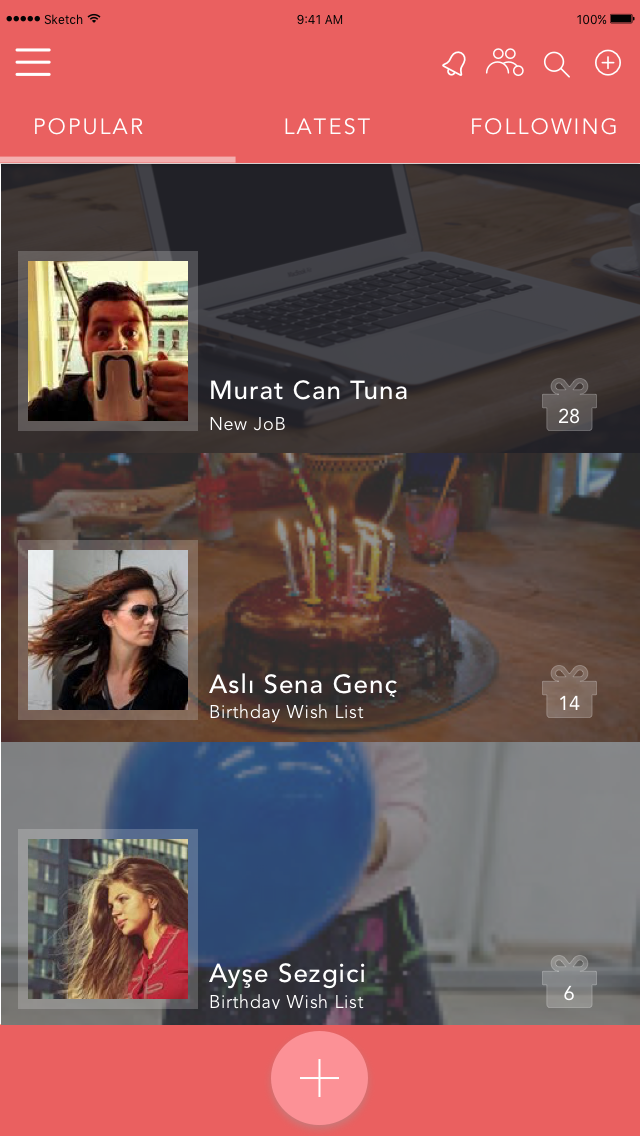 Sketch 9:41 AM 100%
POPULAR LATEST FOLLOWING
Murat Can Tuna
New JoB
28
Aslı Sena Genç
Birthday Wish List
14
Ayşe Sezgici
Birthday Wish List
6